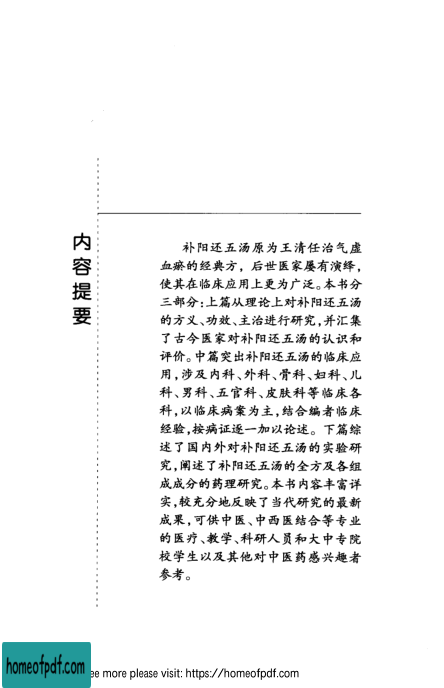 内容提要
补阳还五汤原为王清任治气虚
血瘀的经典方，后世医家屡有演绎，
使其在临床应用上更为广泛。本书分
三部分：上篇从理论上对补阳还五汤
的方义、功效、主治进行研究，并汇集
了古今医家对补阳还五汤的认识和
评价。中篇突出补阳还五汤的临床应
用，涉及内科、外科、骨科、妇科、儿
科、男科、五官科、皮肤科等临床各
科，以临床病案为主，结合编者临床
经验，按病证逐一加以论述。下篇综
述了国内外对补阳还五汤的实验研
究，阐述了补阳还五汤的全方及各组
成成分的药理研究。本书内容丰富详
实，较充分地反映了当代研究的最新
成果，可供中医、中西医结合等专业
的医疗、教学、科研人员和大中专院
校学生以及其他对中医药感兴趣者
参考。
homeofpdf.com
ee more please visit: https://homeofpdf.com